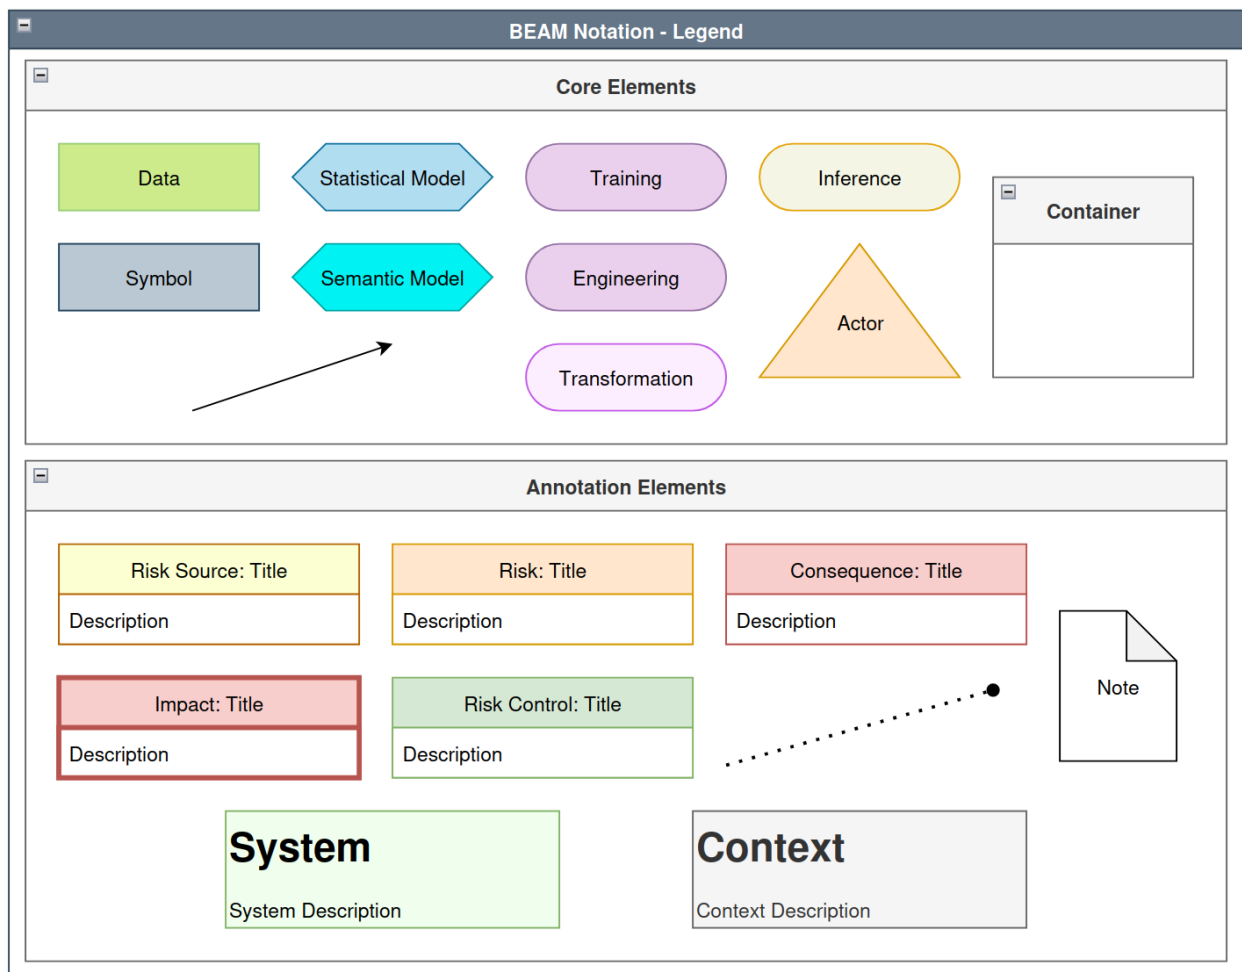 BEAM Notation - Legend
Core Elements
Data
Statistical Model
Training
Inference
Container
Symbol
Semantic Model
Engineering
Actor
Transformation
Annotation Elements
Risk Source: Title
Description
Risk: Title
Description
Consequence: Title
Description
Note
Impact: Title
Description
Risk Control: Title
Description
System
System Description
Context
Context Description